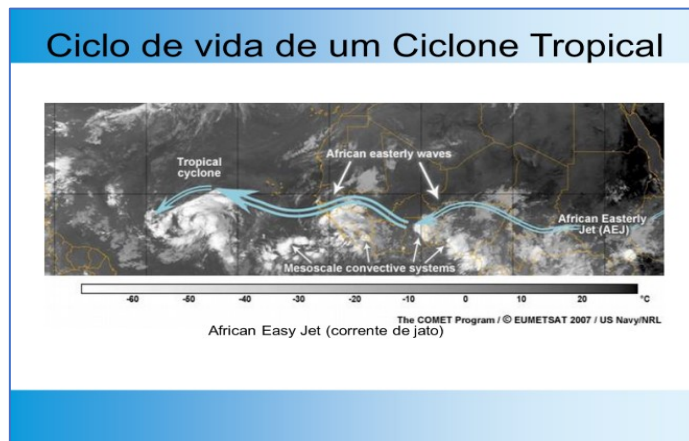 Ciclo de vida de um Ciclone Tropical
Tropical
cyclone
African easterly waves
African Easterly
Jet (AEJ)
Mesoscale convective systems
-60 -50 -40 -30 -20 -10 0 10 20 °C
The COMET Program / © EUMETSAT 2007 / US Navy/NRL
African Easy Jet (corrente de jato)